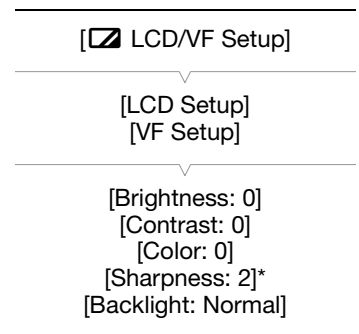 [LCD/VF Setup]
[LCD Setup]
[VF Setup]
[Brightness: 0]
[Contrast: 0]
[Color: 0]
[Sharpness: 2]*
[Backlight: Normal]